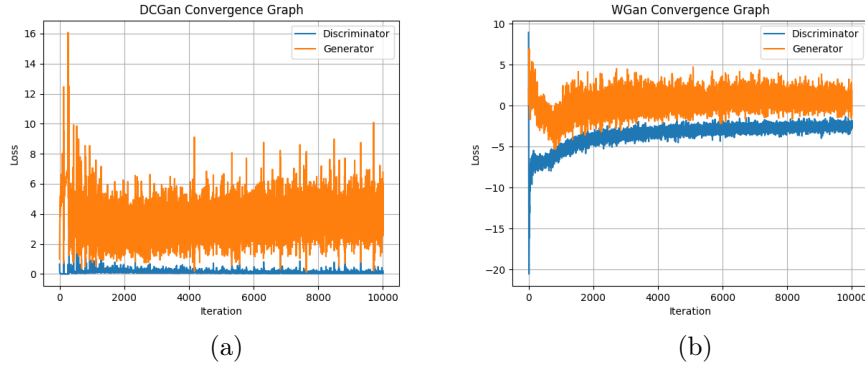 DCGan Convergence Graph
Discriminator
Generator
16
14
12
10
8
6
4
2
0
Loss
0 2000 4000 6000 8000 10000
Iteration
(a)
WGan Convergence Graph
Discriminator
Generator
10
5
0
−5
−10
−15
−20
Loss
0 2000 4000 6000 8000 10000
Iteration
(b)